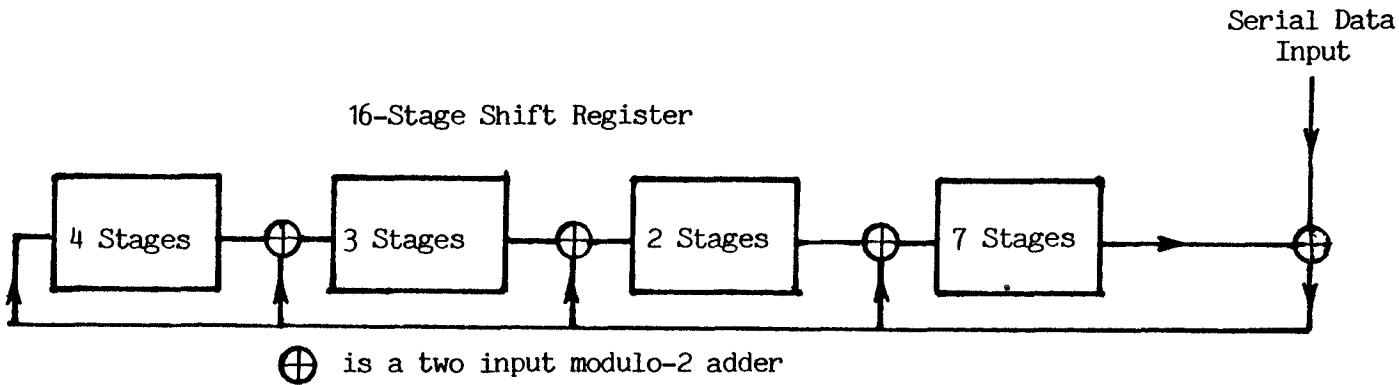 Serial Data
Input
16-Stage Shift Register
4 Stages
3 Stages
2 Stages
7 Stages
⊕ is a two input modulo-2 adder